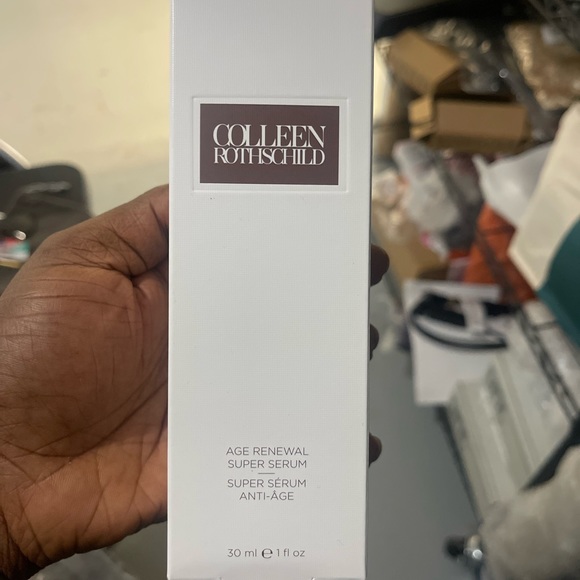 COLLEEN
ROTHSCHILD
AGE RENEWAL
SUPER SERUM
SUPER SÉRUM
ANTI-ÂGE
30 ml ℮ 1 fl oz